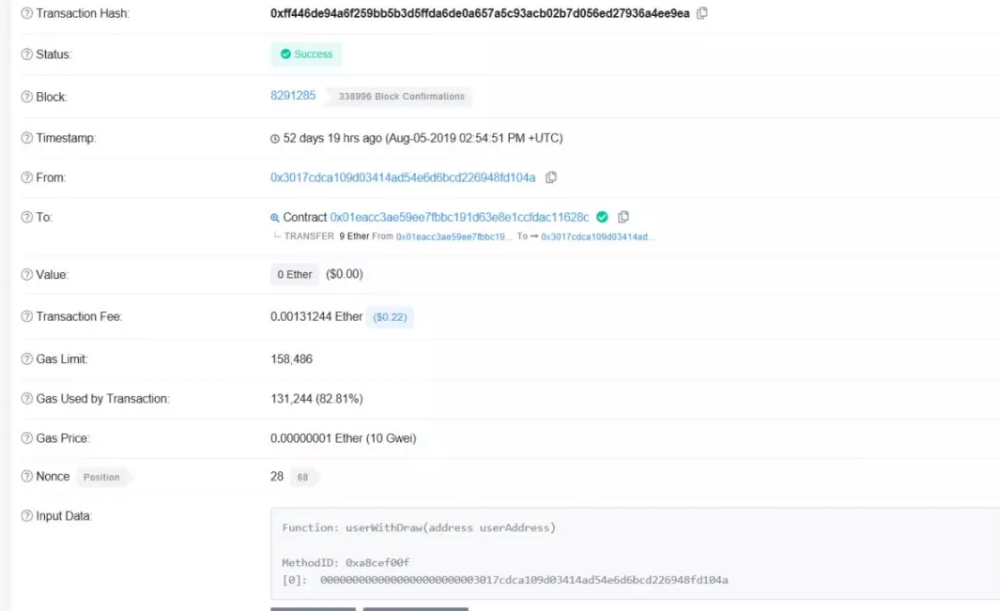 Transaction Hash: 0xff446de94a6f259bb5b3d5ffda6de0a657a5c93acb02b7d056ed27936a4ee9ea
Status: Success
Block: 8291285 338996 Block Confirmations
Timestamp: 52 days 19 hrs ago (Aug-05-2019 02:54:51 PM +UTC)
From: 0x3017cdca109d03414ad54e6d6bcd226948fd104a
To: Contract 0x01eacc3ae59ee7fbbc191d63e8e1ccfdac11628c
TRANSFER 9 Ether From 0x01eacc3ae59ee7fbbc19... To → 0x3017cdca109d03414ad...
Value: 0 Ether ($0.00)
Transaction Fee: 0.00131244 Ether ($0.22)
Gas Limit: 158,486
Gas Used by Transaction: 131,244 (82.81%)
Gas Price: 0.00000001 Ether (10 Gwei)
Nonce Position 28 68
Input Data:
Function: userWithDraw(address userAddress)
MethodID: 0xa8cef00f
[0]: 0000000000000000000000003017cdca109d03414ad54e6d6bcd226948fd104a